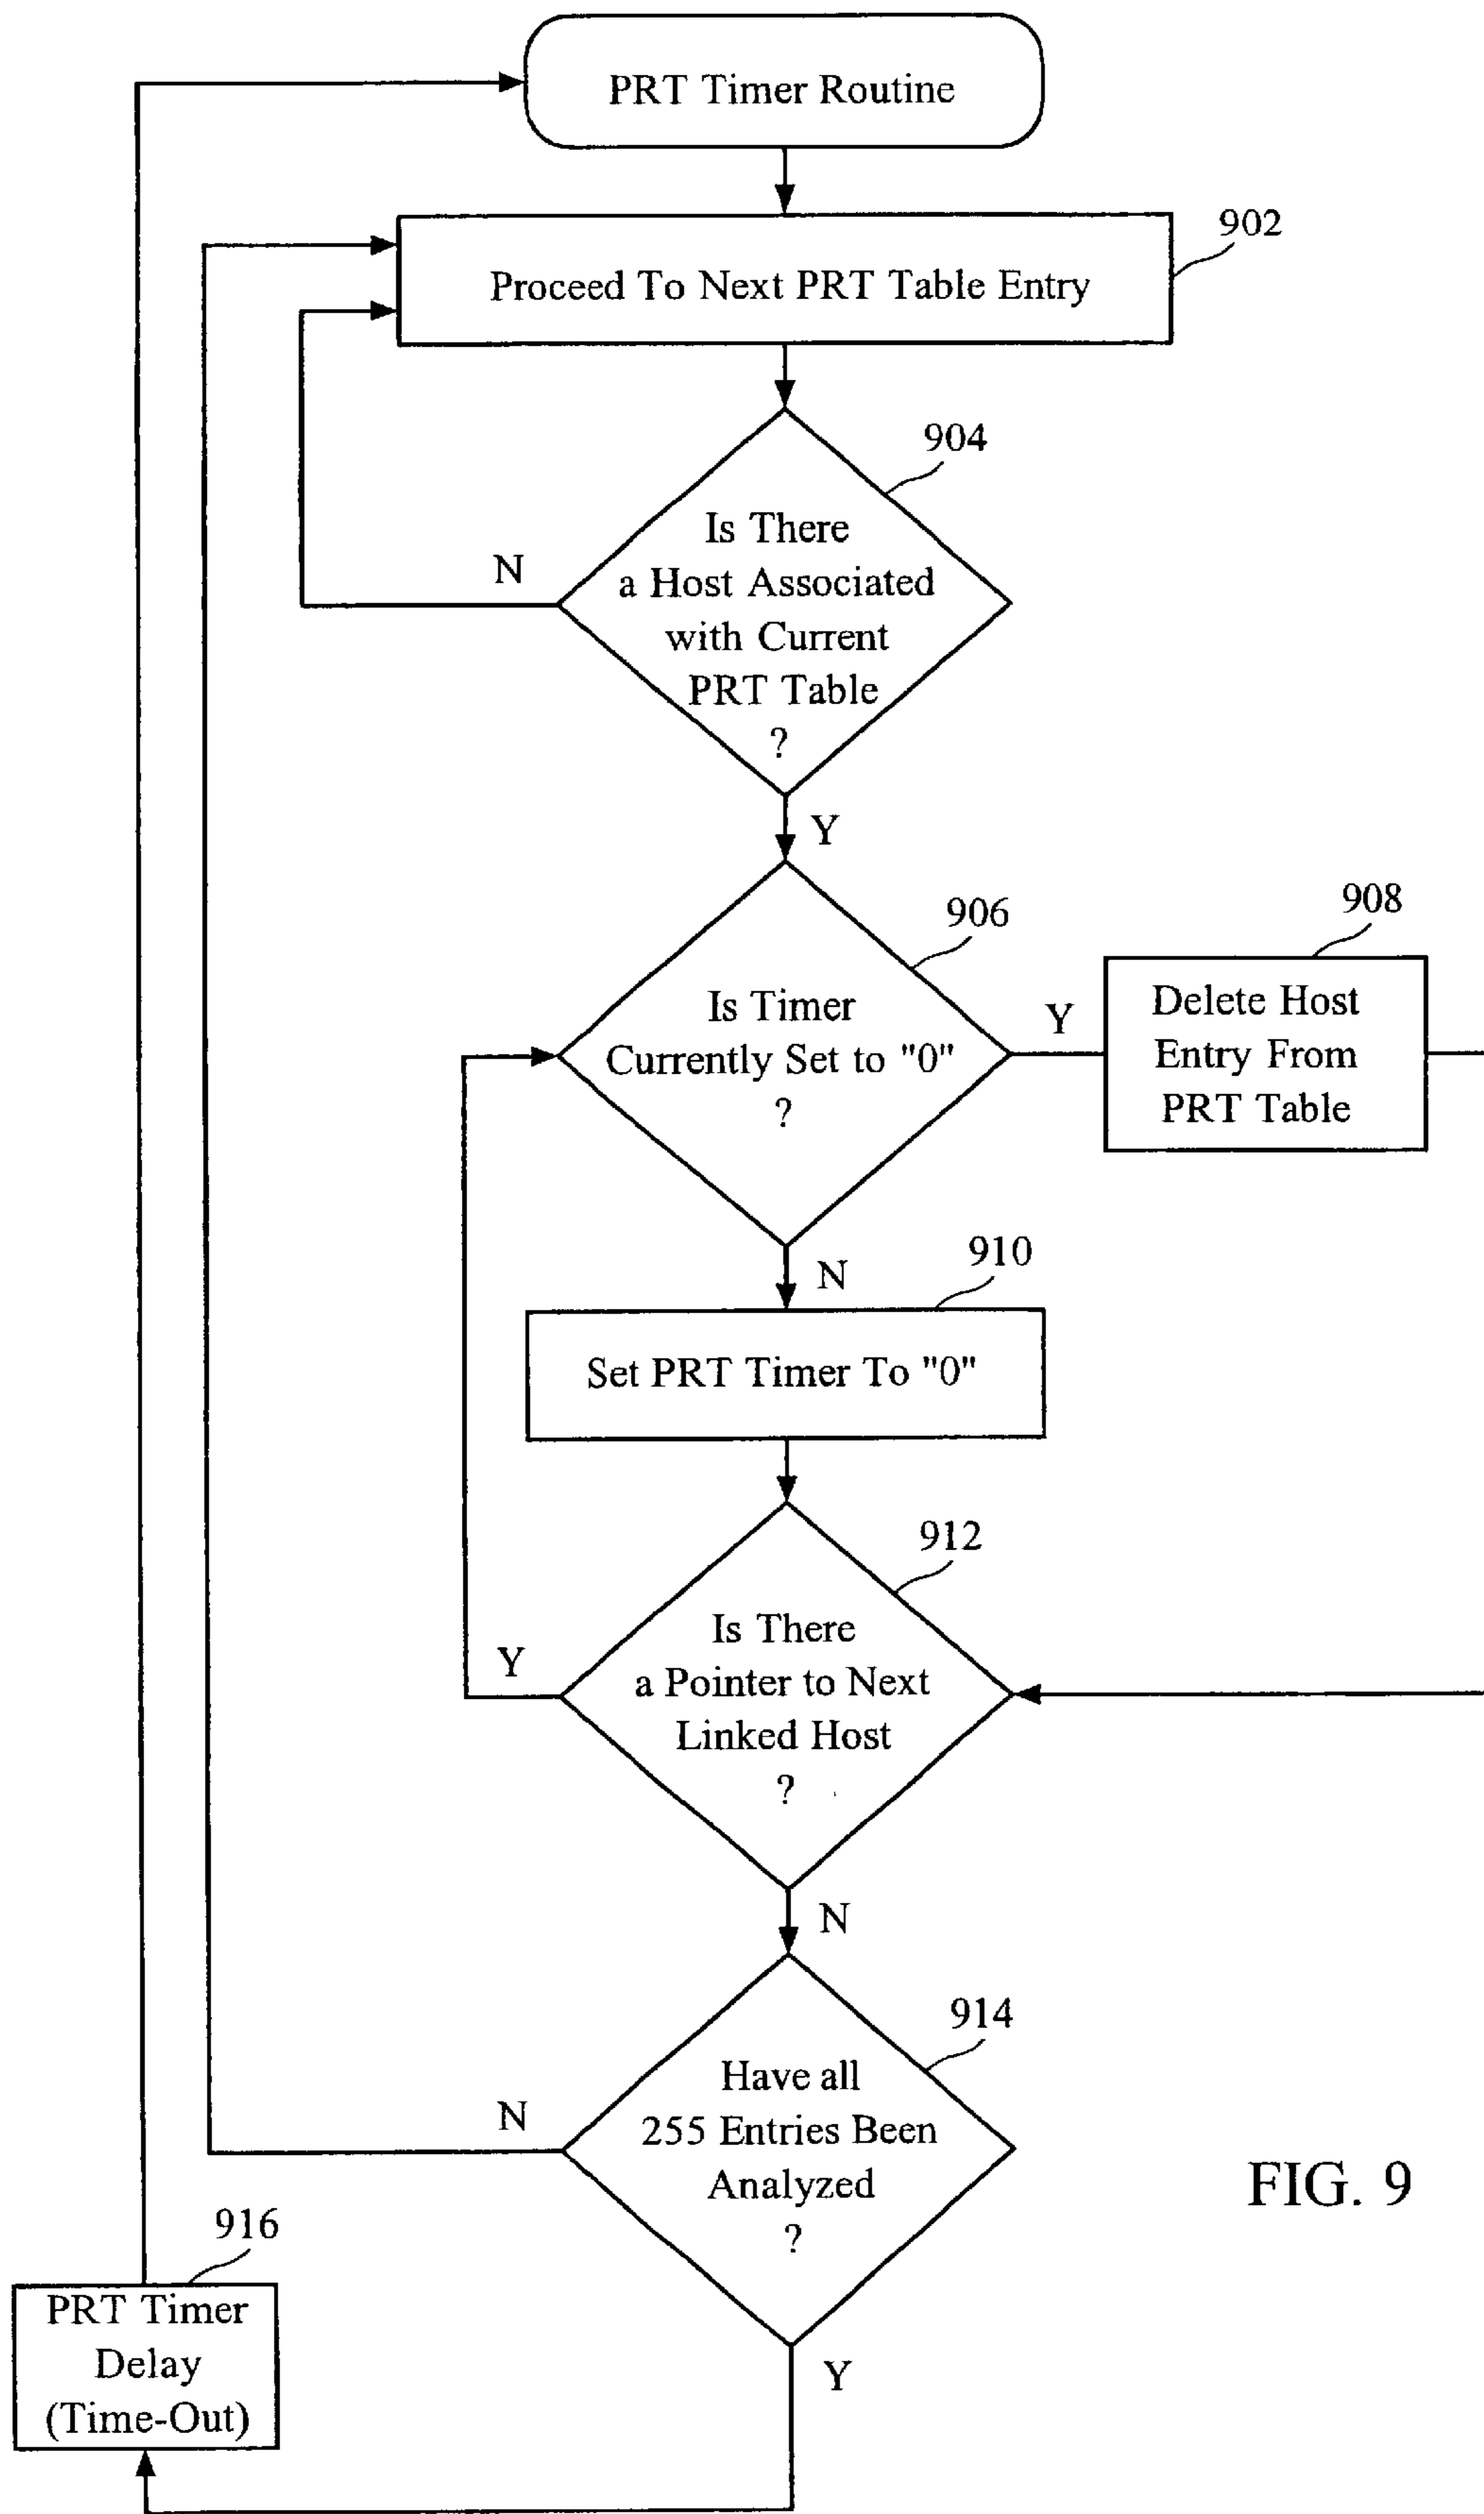 PRT Timer Routine
902
Proceed To Next PRT Table Entry
904
Is There
a Host Associated
with Current
PRT Table
?
N
Y
906
Is Timer
Currently Set to "0"
?
Y
908
Delete Host
Entry From
PRT Table
N
910
Set PRT Timer To "0"
912
Is There
a Pointer to Next
Linked Host
?
Y
N
914
Have all
255 Entries Been
Analyzed
?
N
Y
916
PRT Timer
Delay
(Time-Out)
FIG. 9